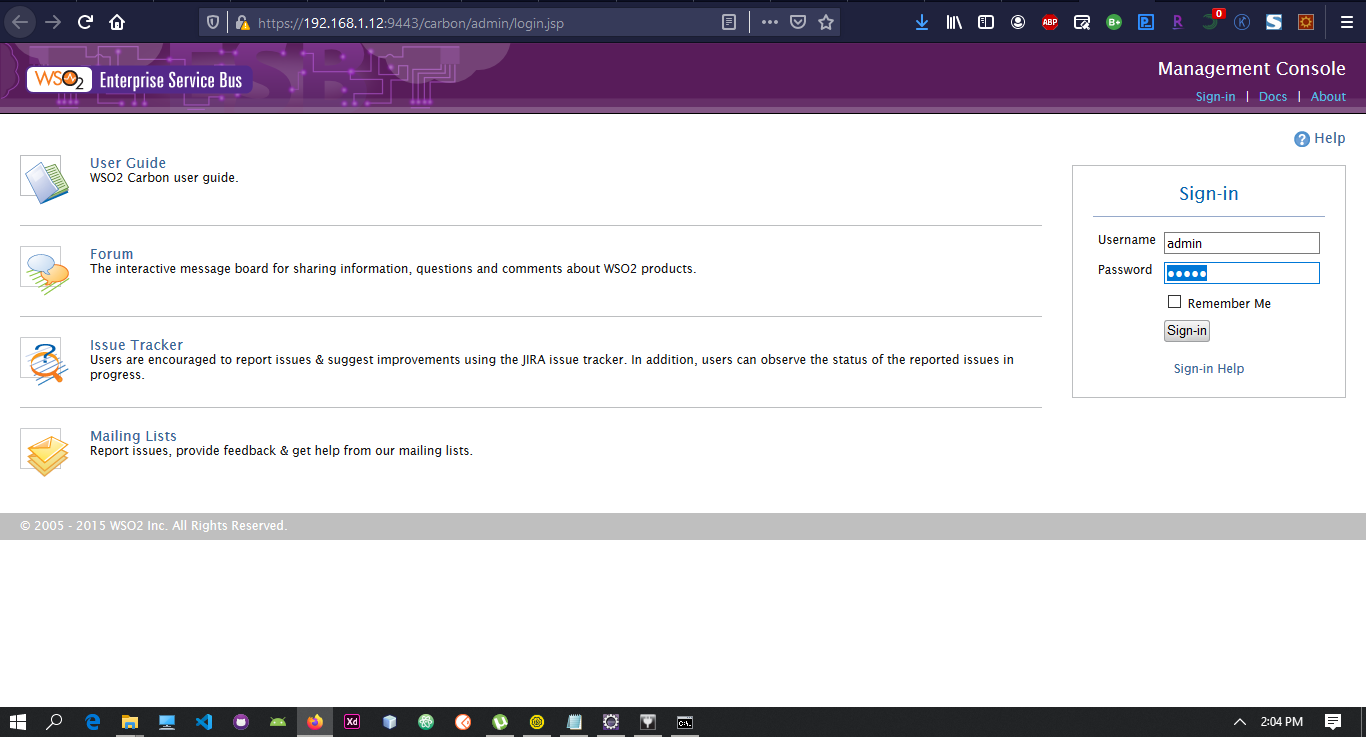 https://192.168.1.12:9443/carbon/admin/login.jsp
ABP
B+
R
0
K
S
WSO2 Enterprise Service Bus
ESB
Management Console
Sign-in | Docs | About
? Help
User Guide
WSO2 Carbon user guide.
Forum
The interactive message board for sharing information, questions and comments about WSO2 products.
Issue Tracker
Users are encouraged to report issues & suggest improvements using the JIRA issue tracker. In addition, users can observe the status of the reported issues in
progress.
Mailing Lists
Report issues, provide feedback & get help from our mailing lists.
Sign-in
Username admin
Password •••••
Remember Me
Sign-in
Sign-in Help
© 2005 - 2015 WSO2 Inc. All Rights Reserved.
Xd
C:\.
2:04 PM